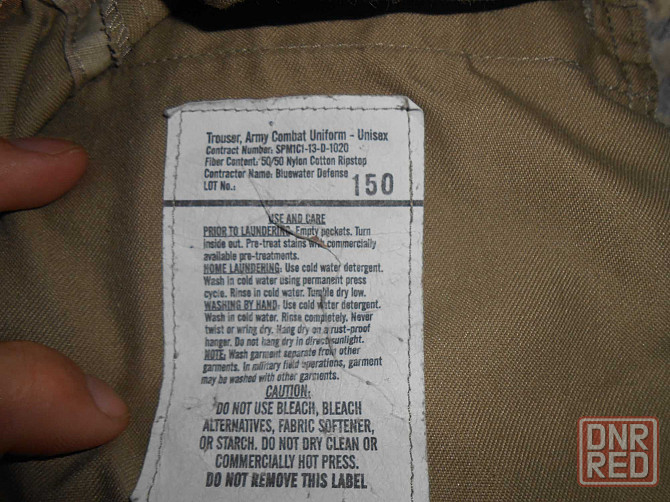 Trouser, Army Combat Uniform - Unisex
Contract Number: SPM1C1-13-D-1020
Fiber Content: 50/50 Nylon Cotton Ripstop
Contractor Name: Bluewater Defense
LOT No.: 150
USE AND CARE
PRIOR TO LAUNDERING: Empty pockets. Turn
inside out. Pre-treat stains with commercially
available pre-treatments.
HOME LAUNDERING: Use cold water detergent.
Wash in cold water using permanent press
cycle. Rinse in cold water. Tumble dry low.
WASHING BY HAND: Use cold water detergent.
Wash in cold water. Rinse completely. Never
twist or wring dry. Hang dry on a rust-proof
hanger. Do not hang dry in direct sunlight.
NOTE: Wash garment separate from other
garments. In military field operations, garment
may be washed with other garments.
CAUTION:
DO NOT USE BLEACH, BLEACH
ALTERNATIVES, FABRIC SOFTENER,
OR STARCH. DO NOT DRY CLEAN OR
COMMERCIALLY HOT PRESS.
DO NOT REMOVE THIS LABEL
DNR
RED